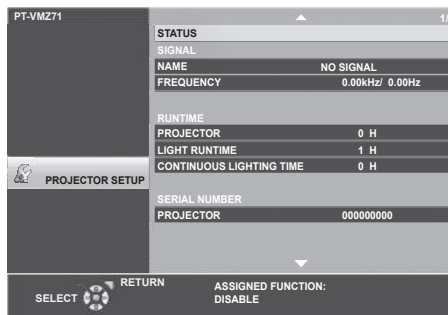 PT-VMZ71 1/
STATUS
SIGNAL
NAME NO SIGNAL
FREQUENCY 0.00kHz/ 0.00Hz
RUNTIME
PROJECTOR 0 H
LIGHT RUNTIME 1 H
CONTINUOUS LIGHTING TIME 0 H
PROJECTOR SETUP
SERIAL NUMBER
PROJECTOR 000000000
RETURN
SELECT
ASSIGNED FUNCTION:
DISABLE